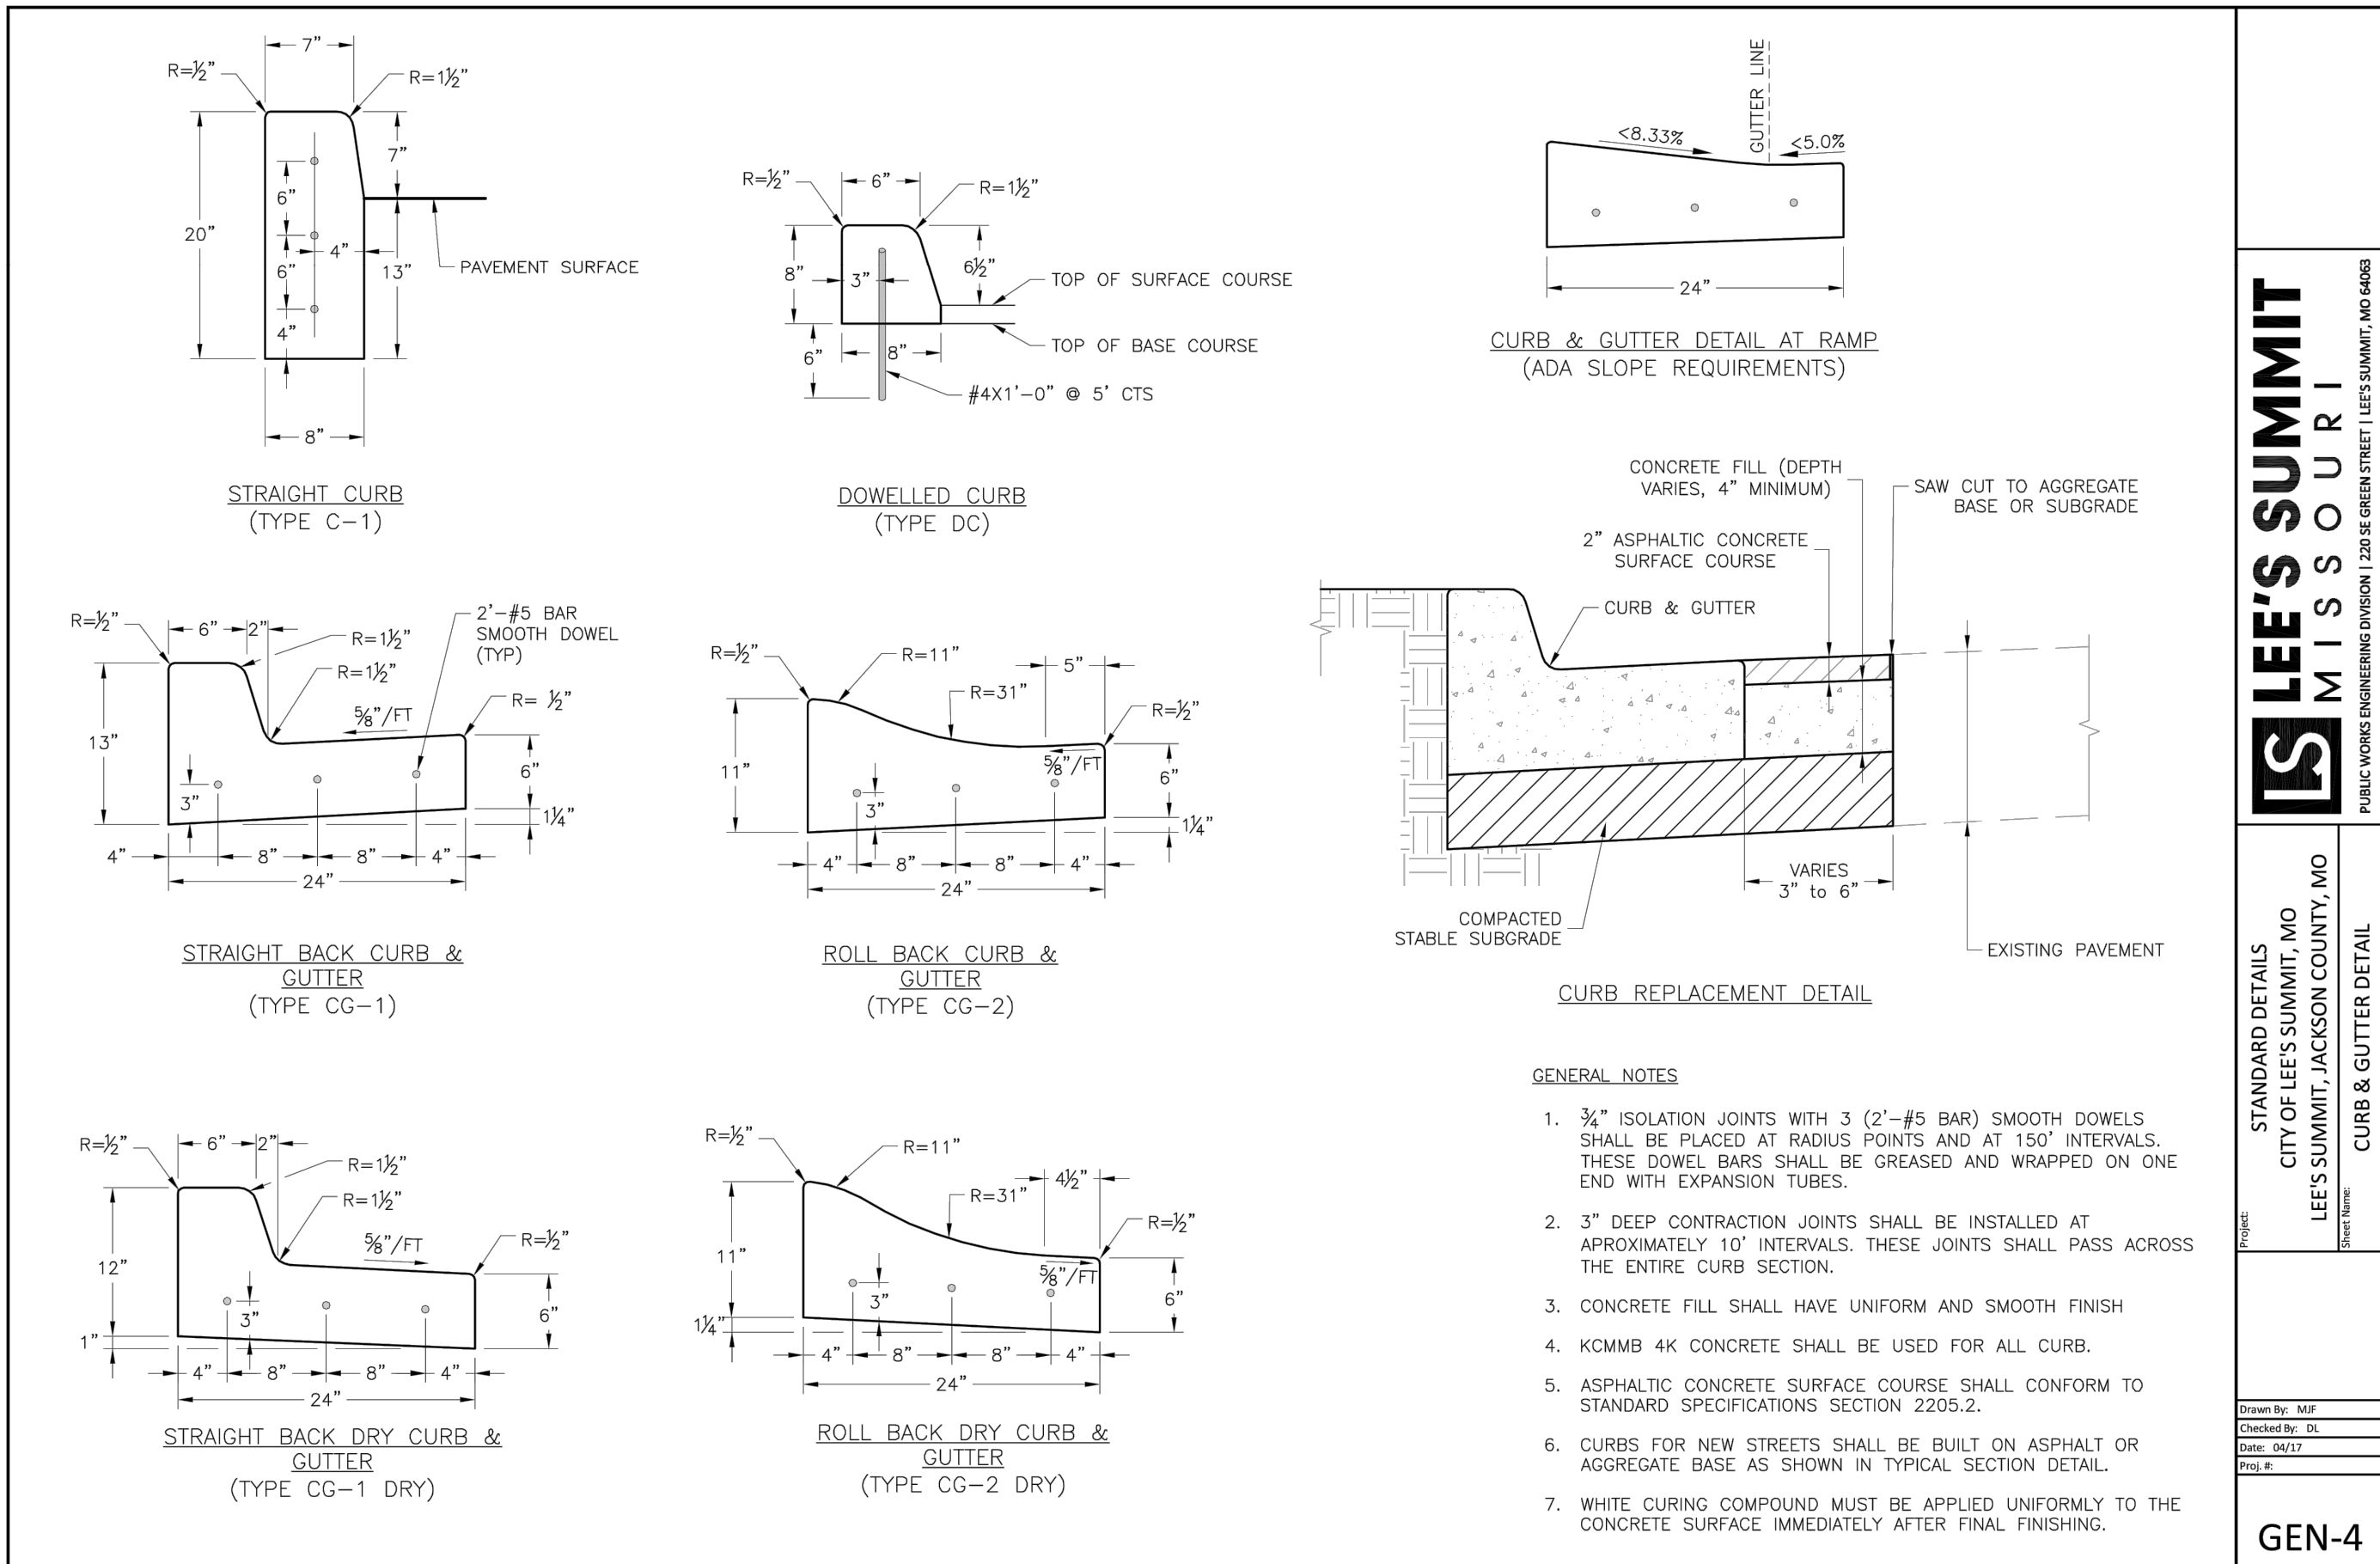 7”
R=½”
R=1½”
7”
6”
20”
4”
6”
13”
PAVEMENT SURFACE
4”
8”
STRAIGHT CURB
(TYPE C–1)
R=½”
6”
R=1½”
8”
3”
6½”
TOP OF SURFACE COURSE
TOP OF BASE COURSE
6”
8”
#4X1’–0” @ 5’ CTS
DOWELLED CURB
(TYPE DC)
GUTTER LINE
<8.33%
<5.0%
24”
CURB & GUTTER DETAIL AT RAMP
(ADA SLOPE REQUIREMENTS)
R=½”
6”
2”
R=1½”
R=1½”
2’–#5 BAR
SMOOTH DOWEL
(TYP)
R= ½”
⅝”/FT
13”
3”
6”
1¼”
4”
8”
8”
4”
24”
STRAIGHT BACK CURB &
GUTTER
(TYPE CG–1)
R=½”
R=11”
5”
R=31”
R=½”
⅝”/FT
11”
3”
6”
1¼”
4”
8”
8”
4”
24”
ROLL BACK CURB &
GUTTER
(TYPE CG–2)
CONCRETE FILL (DEPTH
VARIES, 4” MINIMUM)
SAW CUT TO AGGREGATE
BASE OR SUBGRADE
2” ASPHALTIC CONCRETE
SURFACE COURSE
CURB & GUTTER
VARIES
3” to 6”
COMPACTED
STABLE SUBGRADE
EXISTING PAVEMENT
CURB REPLACEMENT DETAIL
R=½”
6”
2”
R=1½”
R=1½”
⅝”/FT
R=½”
12”
3”
6”
1”
4”
8”
8”
4”
24”
STRAIGHT BACK DRY CURB &
GUTTER
(TYPE CG–1 DRY)
R=½”
R=11”
4½”
R=31”
R=½”
11”
⅝”/FT
3”
6”
1¼”
4”
8”
8”
4”
24”
ROLL BACK DRY CURB &
GUTTER
(TYPE CG–2 DRY)
GENERAL NOTES
1. ¾” ISOLATION JOINTS WITH 3 (2’–#5 BAR) SMOOTH DOWELS
SHALL BE PLACED AT RADIUS POINTS AND AT 150’ INTERVALS.
THESE DOWEL BARS SHALL BE GREASED AND WRAPPED ON ONE
END WITH EXPANSION TUBES.
2. 3” DEEP CONTRACTION JOINTS SHALL BE INSTALLED AT
APROXIMATELY 10’ INTERVALS. THESE JOINTS SHALL PASS ACROSS
THE ENTIRE CURB SECTION.
3. CONCRETE FILL SHALL HAVE UNIFORM AND SMOOTH FINISH
4. KCMMB 4K CONCRETE SHALL BE USED FOR ALL CURB.
5. ASPHALTIC CONCRETE SURFACE COURSE SHALL CONFORM TO
STANDARD SPECIFICATIONS SECTION 2205.2.
6. CURBS FOR NEW STREETS SHALL BE BUILT ON ASPHALT OR
AGGREGATE BASE AS SHOWN IN TYPICAL SECTION DETAIL.
7. WHITE CURING COMPOUND MUST BE APPLIED UNIFORMLY TO THE
CONCRETE SURFACE IMMEDIATELY AFTER FINAL FINISHING.
LS
LEE'S SUMMIT
MISSOURI
PUBLIC WORKS ENGINEERING DIVISION | 220 SE GREEN STREET | LEE'S SUMMIT, MO 64063
Project:
STANDARD DETAILS
CITY OF LEE'S SUMMIT, MO
LEE'S SUMMIT, JACKSON COUNTY, MO
Sheet Name:
CURB & GUTTER DETAIL
Drawn By: MJF
Checked By: DL
Date: 04/17
Proj. #:
GEN-4